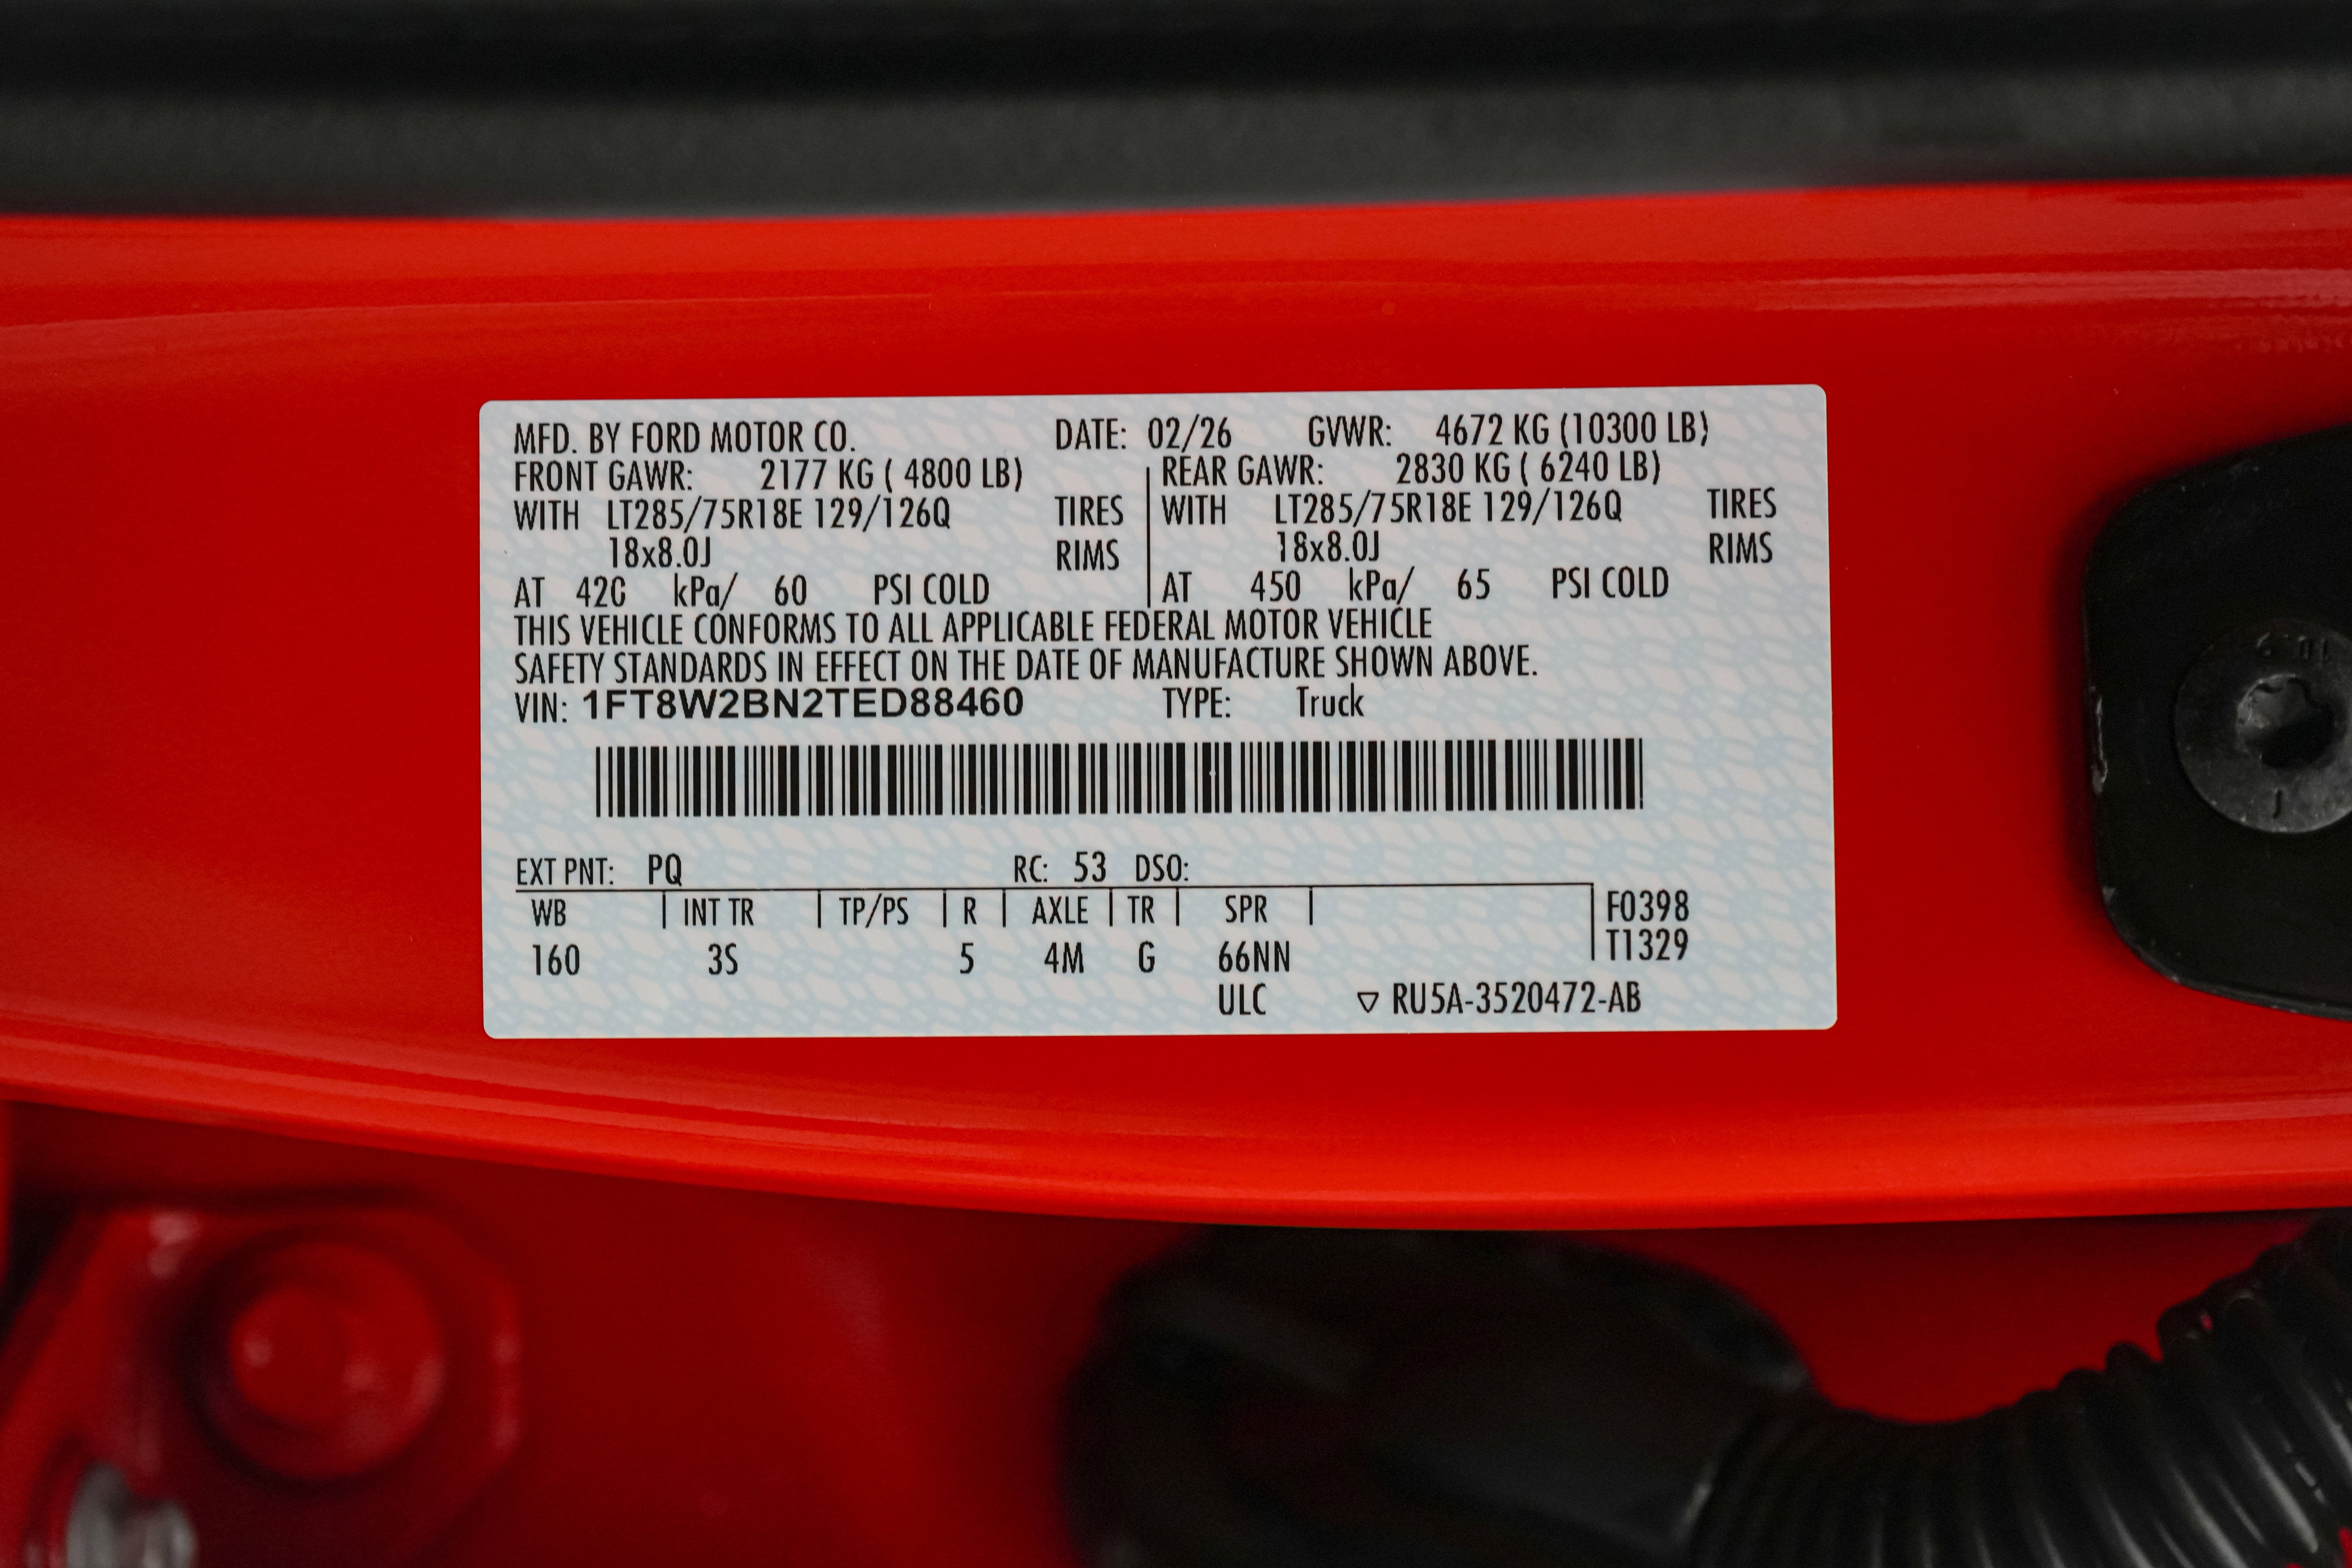 MFD. BY FORD MOTOR CO. DATE: 02/26 GVWR: 4672 KG (10300 LB)
FRONT GAWR: 2177 KG ( 4800 LB) REAR GAWR: 2830 KG ( 6240 LB)
WITH LT285/75R18E 129/126Q TIRES WITH LT285/75R18E 129/126Q TIRES
18x8.0J RIMS 18x8.0J RIMS
AT 420 kPa/ 60 PSI COLD AT 450 kPa/ 65 PSI COLD
THIS VEHICLE CONFORMS TO ALL APPLICABLE FEDERAL MOTOR VEHICLE
SAFETY STANDARDS IN EFFECT ON THE DATE OF MANUFACTURE SHOWN ABOVE.
VIN: 1FT8W2BN2TED88460 TYPE: Truck
EXT PNT: PQ RC: 53 DSO:
WB INT TR TP/PS R AXLE TR SPR F0398
T1329
160 3S 5 4M G 66NN
ULC ▽ RU5A-3520472-AB